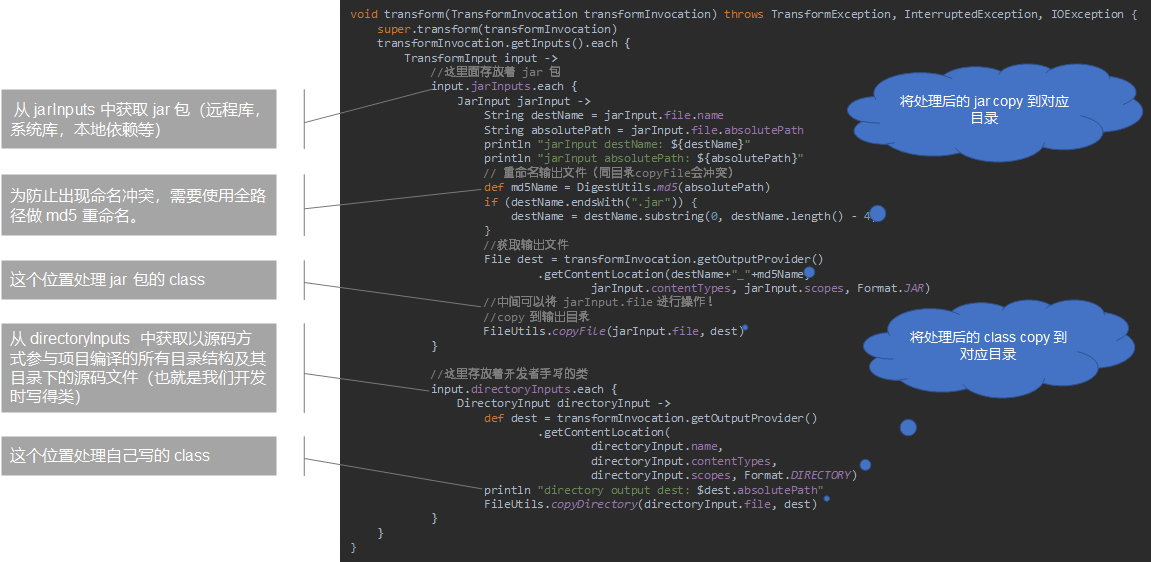 void transform(TransformInvocation transformInvocation) throws TransformException, InterruptedException, IOException {
super.transform(transformInvocation)
transformInvocation.getInputs().each {
TransformInput input ->
//这里面存放着 jar 包
input.jarInputs.each {
JarInput jarInput ->
String destName = jarInput.file.name
String absolutePath = jarInput.file.absolutePath
println "jarInput destName: ${destName}"
println "jarInput absolutePath: ${absolutePath}"
// 重命名输出文件（同目录copyFile会冲突）
def md5Name = DigestUtils.md5(absolutePath)
if (destName.endsWith(".jar")) {
destName = destName.substring(0, destName.length() - 4
}
//获取输出文件
File dest = transformInvocation.getOutputProvider()
.getContentLocation(destName+"_"+md5Name
jarInput.contentTypes, jarInput.scopes, Format.JAR)
//中间可以将 jarInput.file 进行操作！
//copy 到输出目录
FileUtils.copyFile(jarInput.file, dest)
}
//这里存放着开发者手写的类
input.directoryInputs.each {
DirectoryInput directoryInput ->
def dest = transformInvocation.getOutputProvider()
.getContentLocation(
directoryInput.name,
directoryInput.contentTypes,
directoryInput.scopes, Format.DIRECTORY)
println "directory output dest: $dest.absolutePath"
FileUtils.copyDirectory(directoryInput.file, dest)
}
}
}
从 jarInputs 中获取 jar 包（远程库，
系统库，本地依赖等）
为防止出现命名冲突，需要使用全路
径做 md5 重命名。
这个位置处理 jar 包的 class
从 directoryInputs 中获取以源码方
式参与项目编译的所有目录结构及其
目录下的源码文件（也就是我们开发
时写得类）
这个位置处理自己写的 class
将处理后的 jar copy 到对应
目录
将处理后的 class copy 到
对应目录